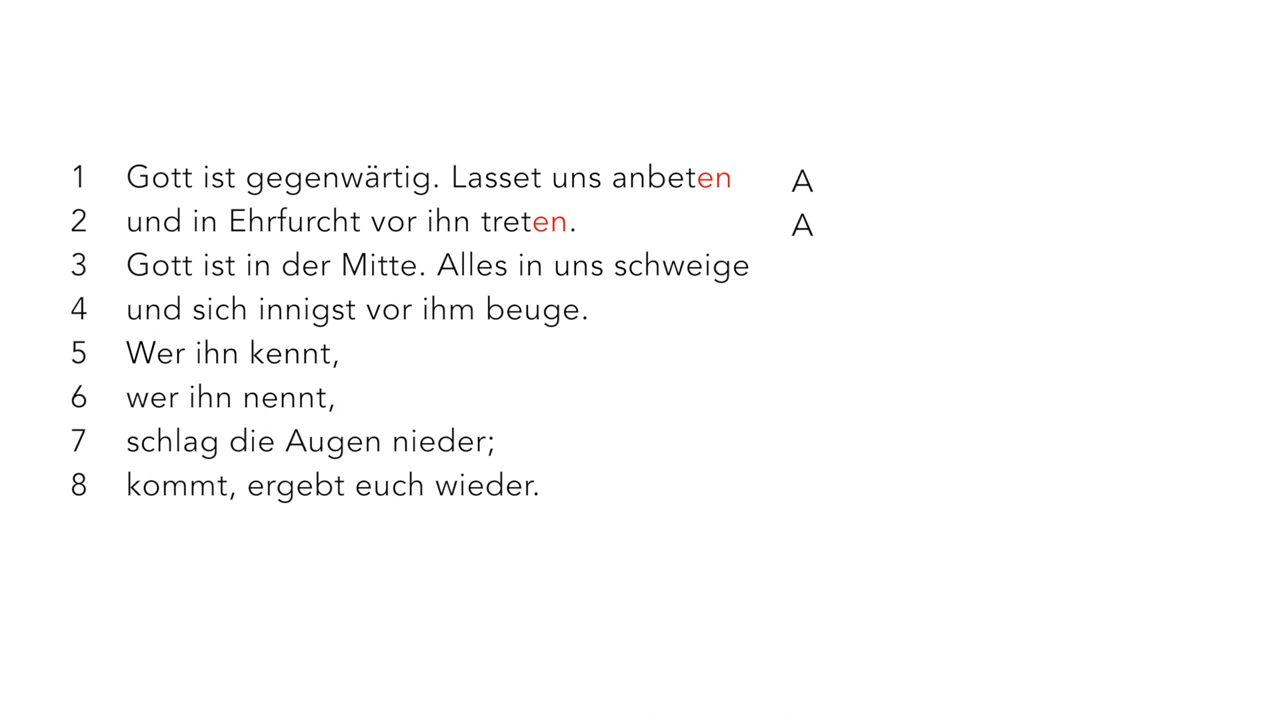 1 Gott ist gegenwärtig. Lasset uns anbeten A
2 und in Ehrfurcht vor ihn treten. A
3 Gott ist in der Mitte. Alles in uns schweige
4 und sich innigst vor ihm beuge.
5 Wer ihn kennt,
6 wer ihn nennt,
7 schlag die Augen nieder;
8 kommt, ergebt euch wieder.